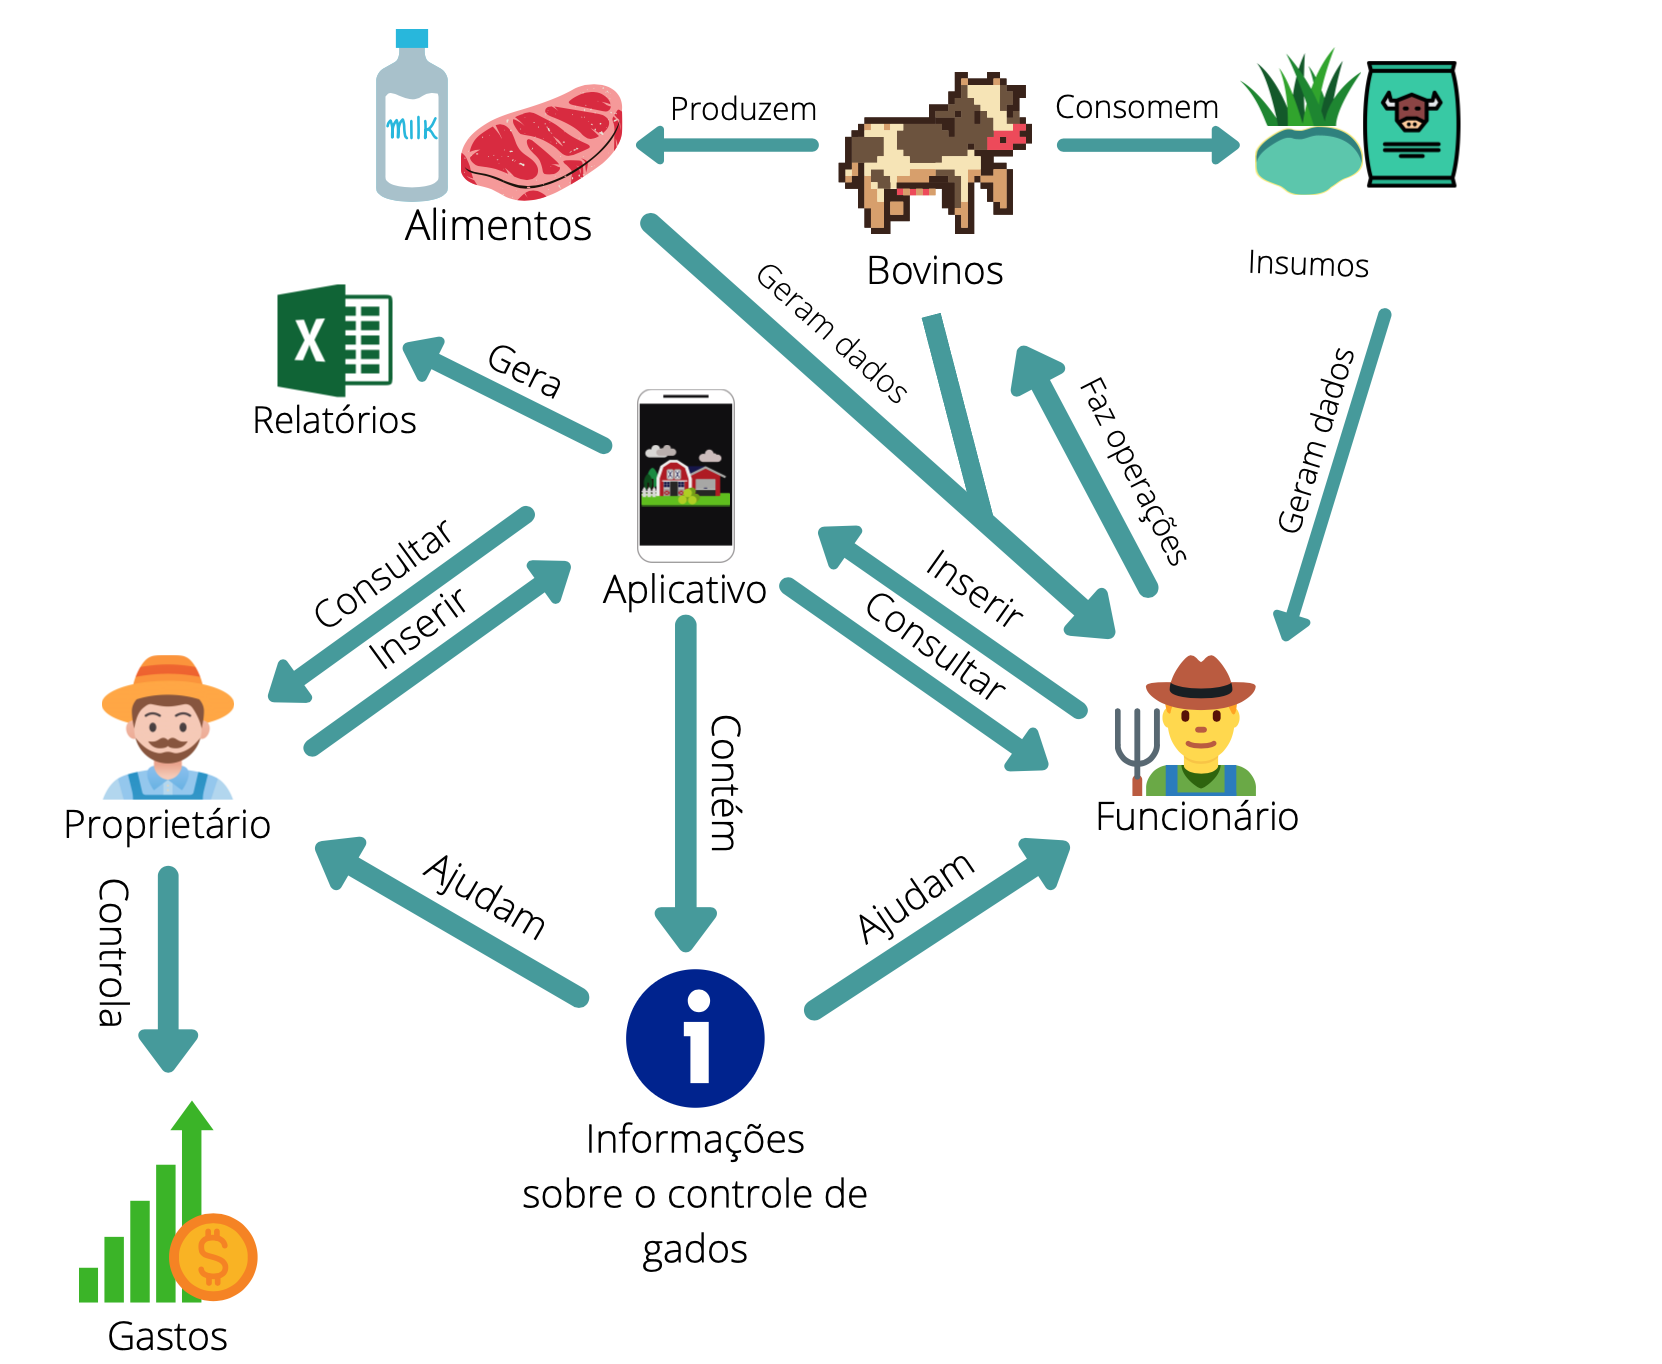 milk
Produzem
Consomem
Alimentos
Bovinos
Insumos
Geram dados
X
Relatórios
Gera
Faz operações
Geram dados
Aplicativo
Consultar
Inserir
Inserir
Consultar
Proprietário
Contém
Funcionário
Controla
Ajudam
Ajudam
i
Informações
sobre o controle de
gados
$
Gastos